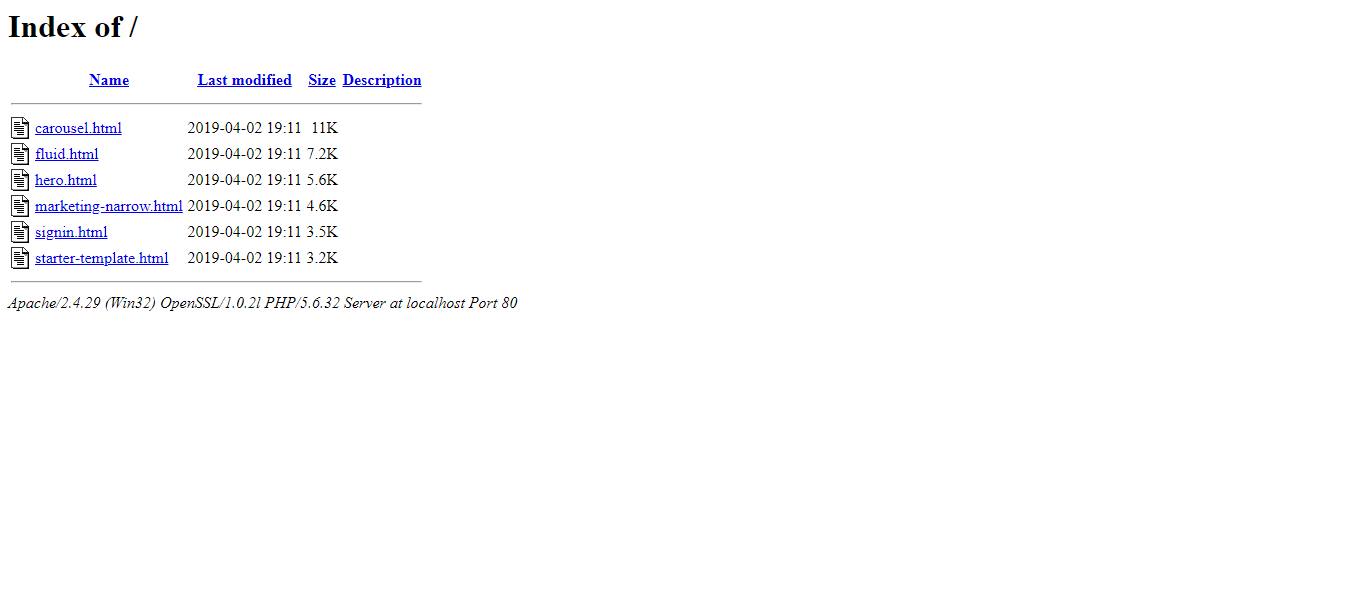 Index of /
Name Last modified Size Description
carousel.html 2019-04-02 19:11 11K
fluid.html 2019-04-02 19:11 7.2K
hero.html 2019-04-02 19:11 5.6K
marketing-narrow.html 2019-04-02 19:11 4.6K
signin.html 2019-04-02 19:11 3.5K
starter-template.html 2019-04-02 19:11 3.2K
Apache/2.4.29 (Win32) OpenSSL/1.0.2l PHP/5.6.32 Server at localhost Port 80